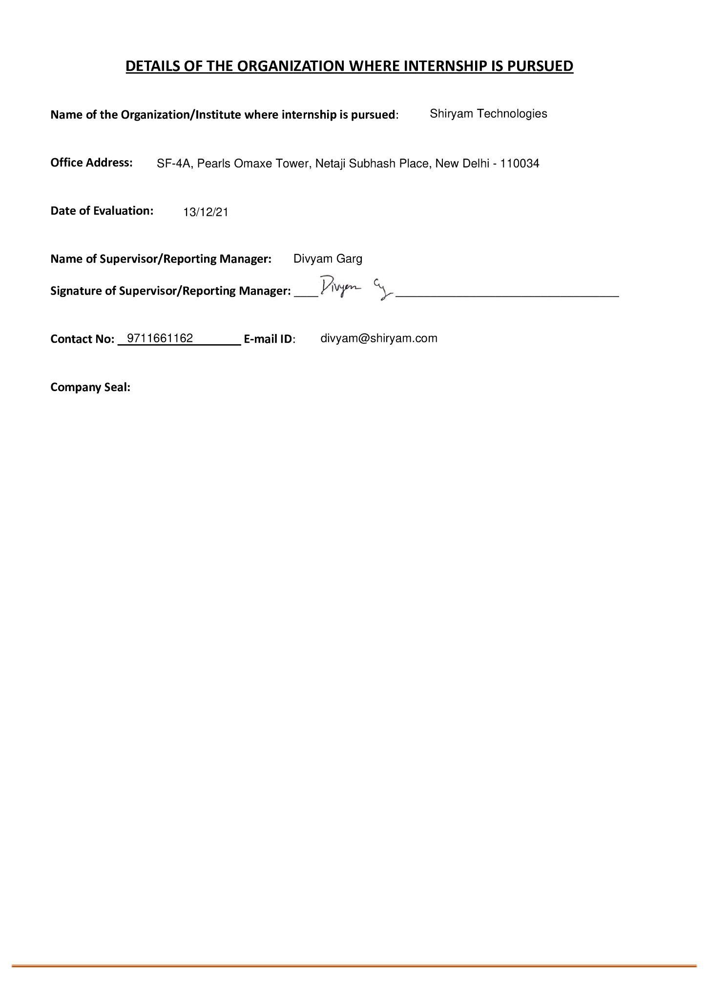 DETAILS OF THE ORGANIZATION WHERE INTERNSHIP IS PURSUED
Name of the Organization/Institute where internship is pursued: Shiryam Technologies
Office Address: SF-4A, Pearls Omaxe Tower, Netaji Subhash Place, New Delhi - 110034
Date of Evaluation: 13/12/21
Name of Supervisor/Reporting Manager: Divyam Garg
Signature of Supervisor/Reporting Manager: Divyam
Contact No: 9711661162 E-mail ID: divyam@shiryam.com
Company Seal: